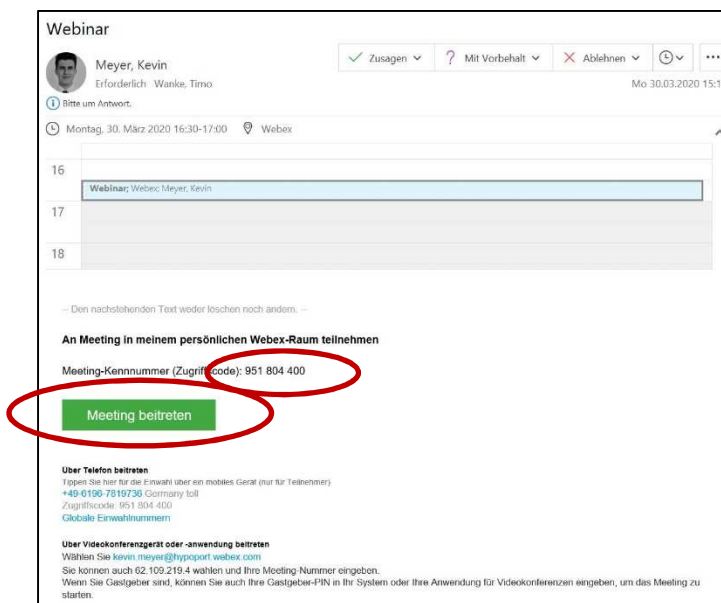 Webinar
Meyer, Kevin
Erforderlich Wanke, Timo
Zusagen
Mit Vorbehalt
Ablehnen
Mo 30.03.2020 15:1
Bitte um Antwort.
Montag, 30. März 2020 16:30-17:00 Webex
16
Webinar; Webex; Meyer, Kevin
17
18
-- Den nachstehenden Text weder löschen noch ändern. --
An Meeting in meinem persönlichen Webex-Raum teilnehmen
Meeting-Kennnummer (Zugriffscode): 951 804 400
Meeting beitreten
Über Telefon beitreten
Tippen Sie hier für die Einwahl über ein mobiles Gerät (nur für Teilnehmer)
+49-6196-7819736 Germany toll
Zugriffscode: 951 804 400
Globale Einwahlnummern
Über Videokonferenzgerät oder -anwendung beitreten
Wählen Sie kevin.meyer@hypoport.webex.com
Sie können auch 62.109.219.4 wählen und Ihre Meeting-Nummer eingeben.
Wenn Sie Gastgeber sind, können Sie auch Ihre Gastgeber-PIN in Ihr System oder Ihre Anwendung für Videokonferenzen eingeben, um das Meeting zu
starten.